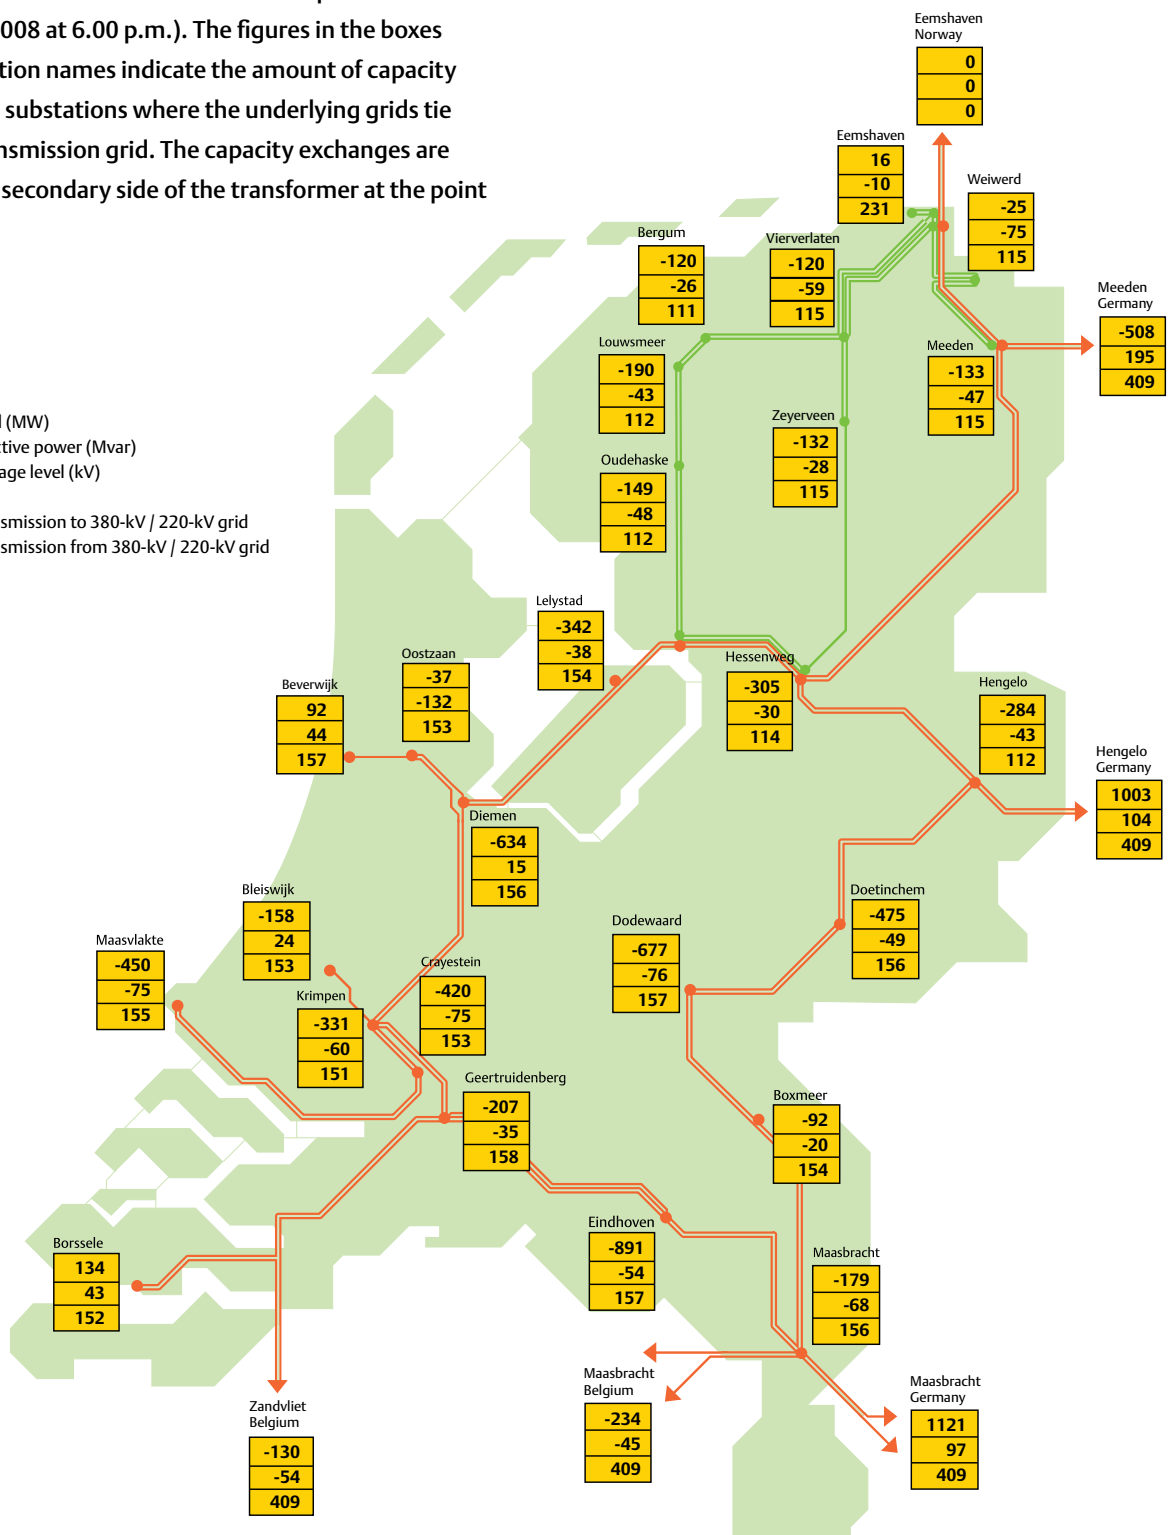 008 at 6.00 p.m.). The figures in the boxes
tion names indicate the amount of capacity
substations where the underlying grids tie
nsmission grid. The capacity exchanges are
secondary side of the transformer at the point
(MW)
ctive power (Mvar)
age level (kV)
smission to 380-kV / 220-kV grid
smission from 380-kV / 220-kV grid
Eemshaven
Norway
0
0
0
Eemshaven
16
-10
231
Weiwerd
-25
-75
115
Bergum
-120
-26
111
Vierverlaten
-120
-59
115
Meeden
Germany
-508
195
409
Louwsmeer
-190
-43
112
Meeden
-133
-47
115
Zeyerveen
-132
-28
115
Oudehaske
-149
-48
112
Lelystad
-342
-38
154
Oostzaan
-37
-132
153
Beverwijk
92
44
157
Hessenweg
-305
-30
114
Hengelo
-284
-43
112
Hengelo
Germany
1003
104
409
Diemen
-634
15
156
Bleiswijk
-158
24
153
Doetinchem
-475
-49
156
Dodewaard
-677
-76
157
Maasvlakte
-450
-75
155
Crayestein
-420
-75
153
Krimpen
-331
-60
151
Geertruidenberg
-207
-35
158
Boxmeer
-92
-20
154
Eindhoven
-891
-54
157
Borssele
134
43
152
Maasbracht
-179
-68
156
Maasbracht
Belgium
-234
-45
409
Maasbracht
Germany
1121
97
409
Zandvliet
Belgium
-130
-54
409